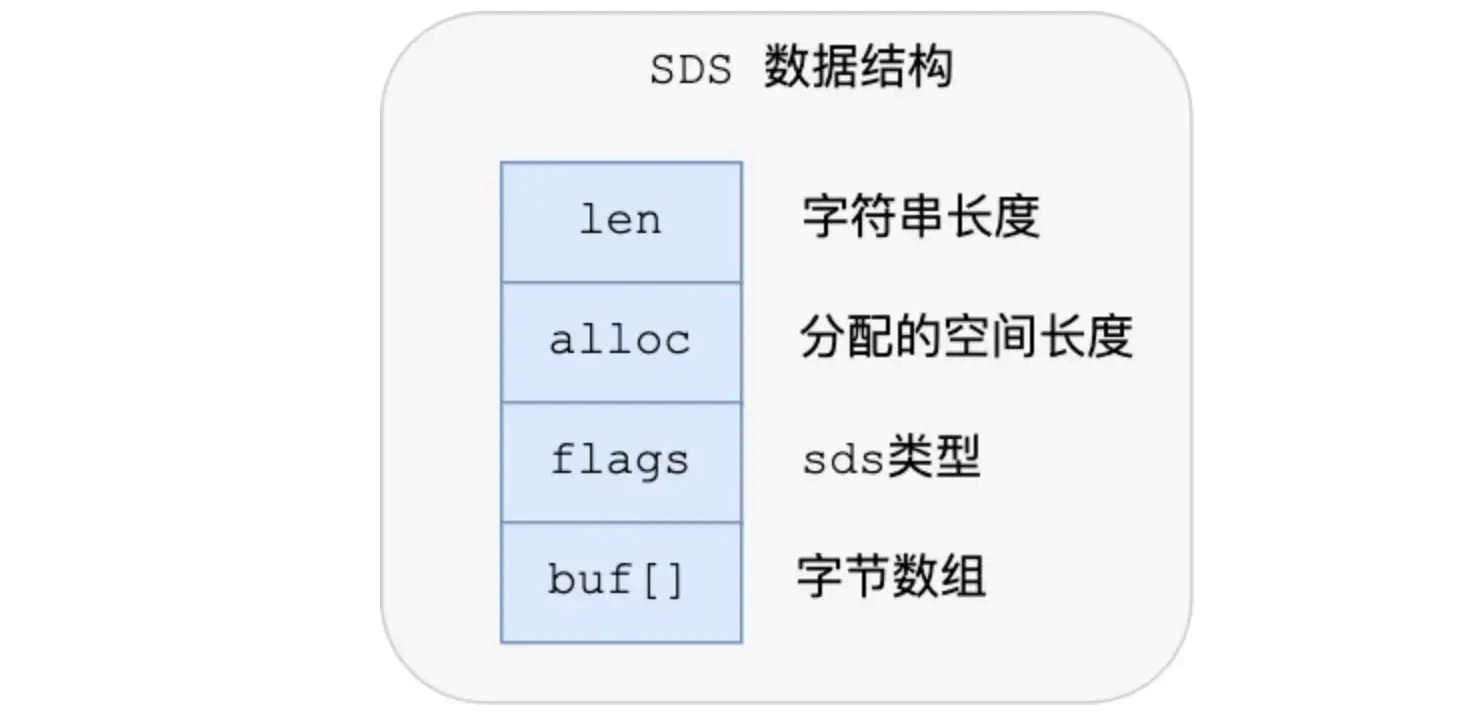 SDS 数据结构
len 字符串长度
alloc 分配的空间长度
flags sds类型
buf[] 字节数组